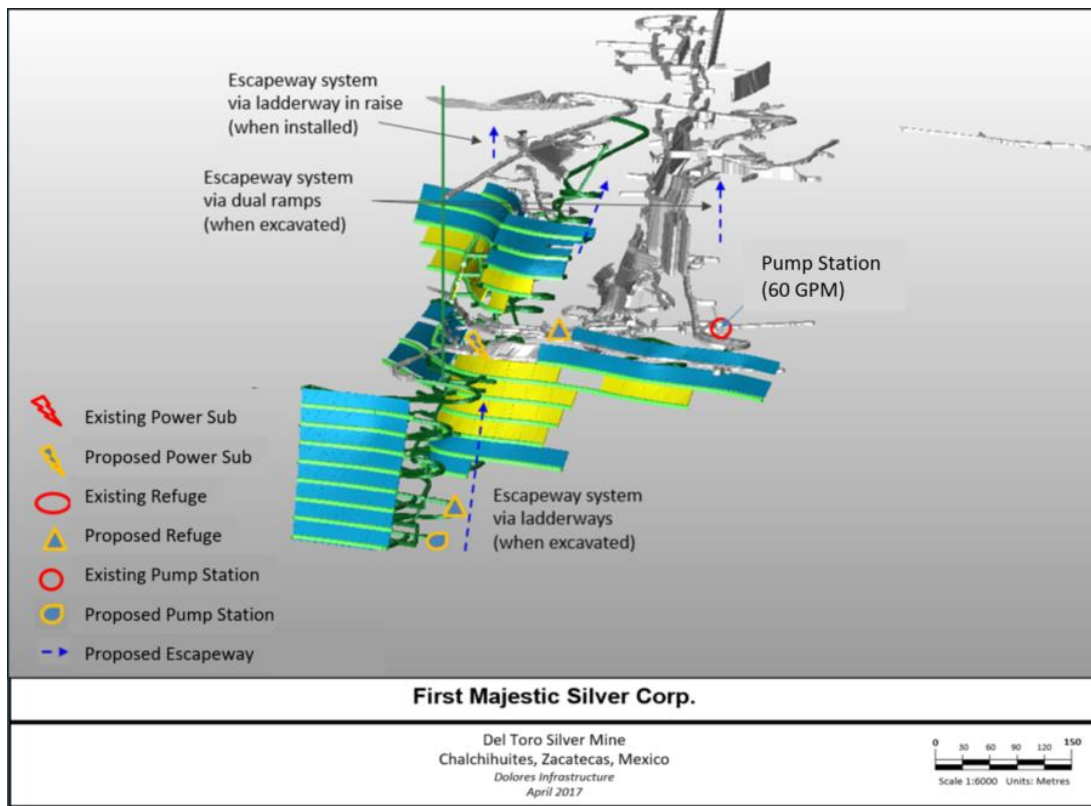 Escapeway system
via ladderway in raise
(when installed)
Escapeway system
via dual ramps
(when excavated)
Pump Station
(60 GPM)
Existing Power Sub
Proposed Power Sub
Existing Refuge
Proposed Refuge
Existing Pump Station
Proposed Pump Station
Proposed Escapeway
Escapeway system
via ladderways
(when excavated)
First Majestic Silver Corp.
Del Toro Silver Mine
Chalchihuites, Zacatecas, Mexico
Dolores Infrastructure
April 2017
0 30 60 90 120 150
Scale 1:6000 Units: Metres